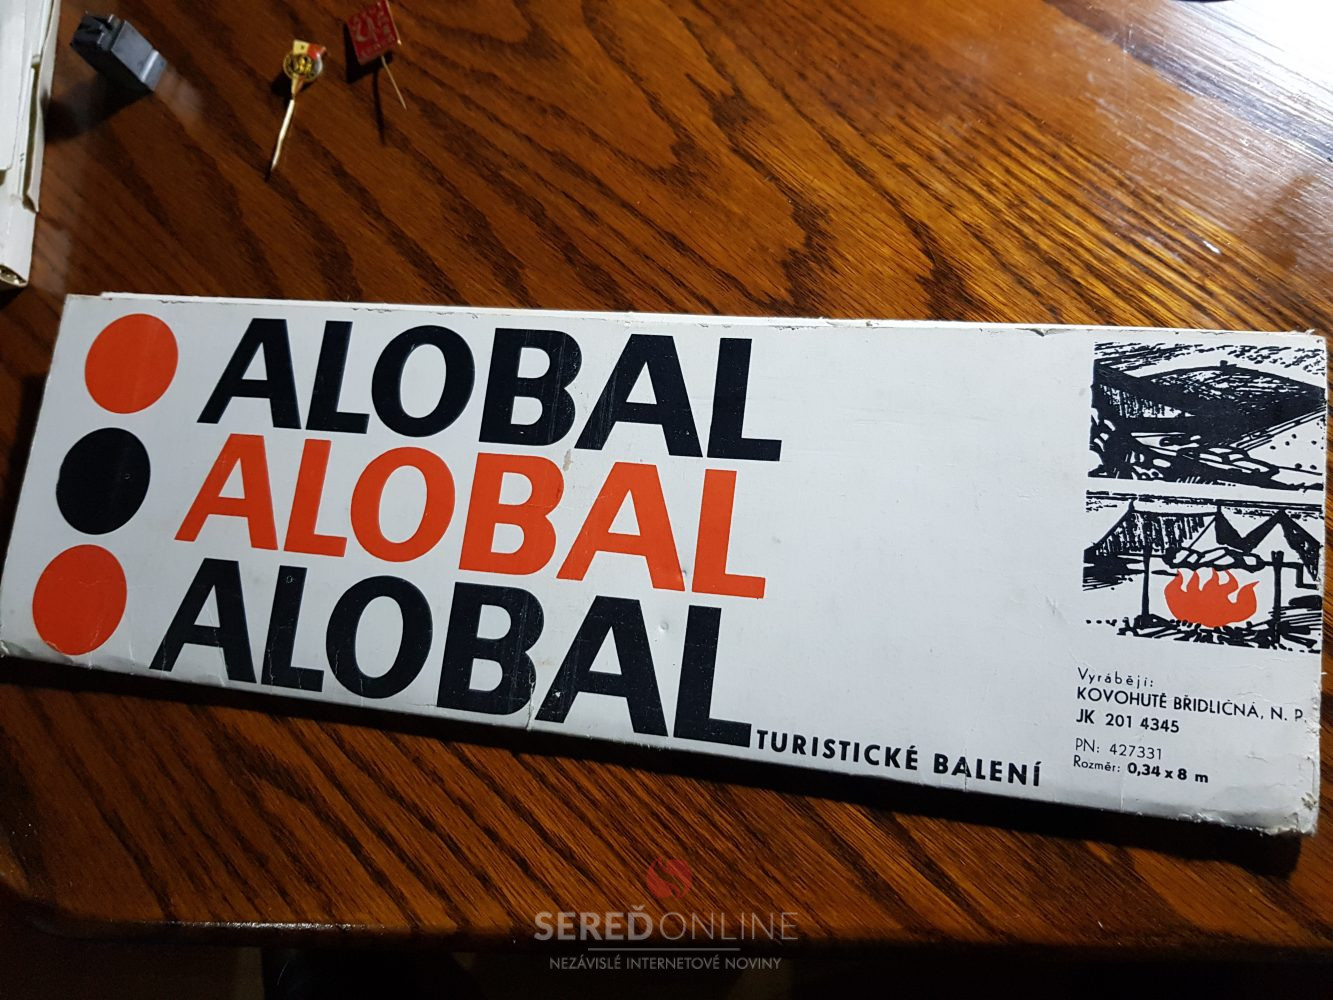 ALOBAL
ALOBAL
ALOBAL
TURISTICKÉ BALENÍ
Vyrábějí:
KOVOHUTĚ BŘIDLIČNÁ, N. P.
JK 201 4345
PN: 427331
Rozměr: 0,34 x 8 m
SEREĎONLINE
NEZÁVISLÉ INTERNETOVÉ NOVINY